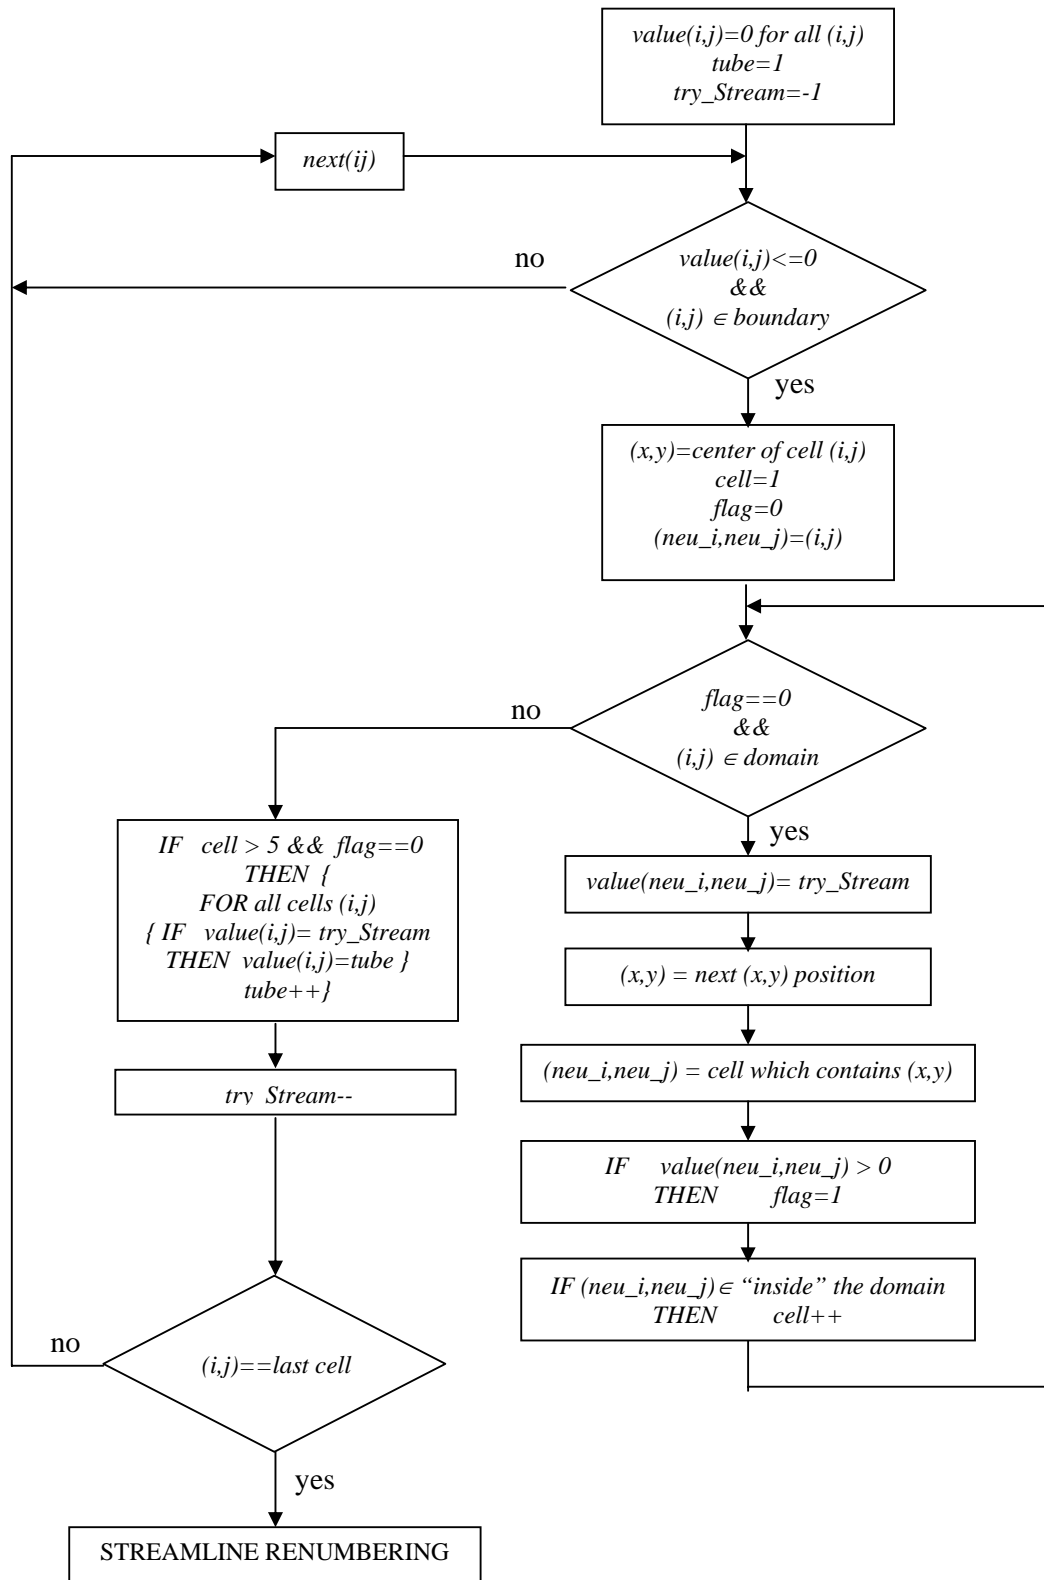 value(i,j)=0 for all (i,j)
tube=1
try_Stream=-1
next(ij)
no
value(i,j)<=0
&&
(i,j) ∈ boundary
yes
(x,y)=center of cell (i,j)
cell=1
flag=0
(neu_i,neu_j)=(i,j)
no
flag==0
&&
(i,j) ∈ domain
yes
IF cell > 5 && flag==0
THEN {
FOR all cells (i,j)
{ IF value(i,j)= try_Stream
THEN value(i,j)=tube }
tube++}
try_Stream--
value(neu_i,neu_j)= try_Stream
(x,y) = next (x,y) position
(neu_i,neu_j) = cell which contains (x,y)
IF value(neu_i,neu_j) > 0
THEN flag=1
IF (neu_i,neu_j)∈ “inside” the domain
THEN cell++
no
(i,j)==last cell
yes
STREAMLINE RENUMBERING